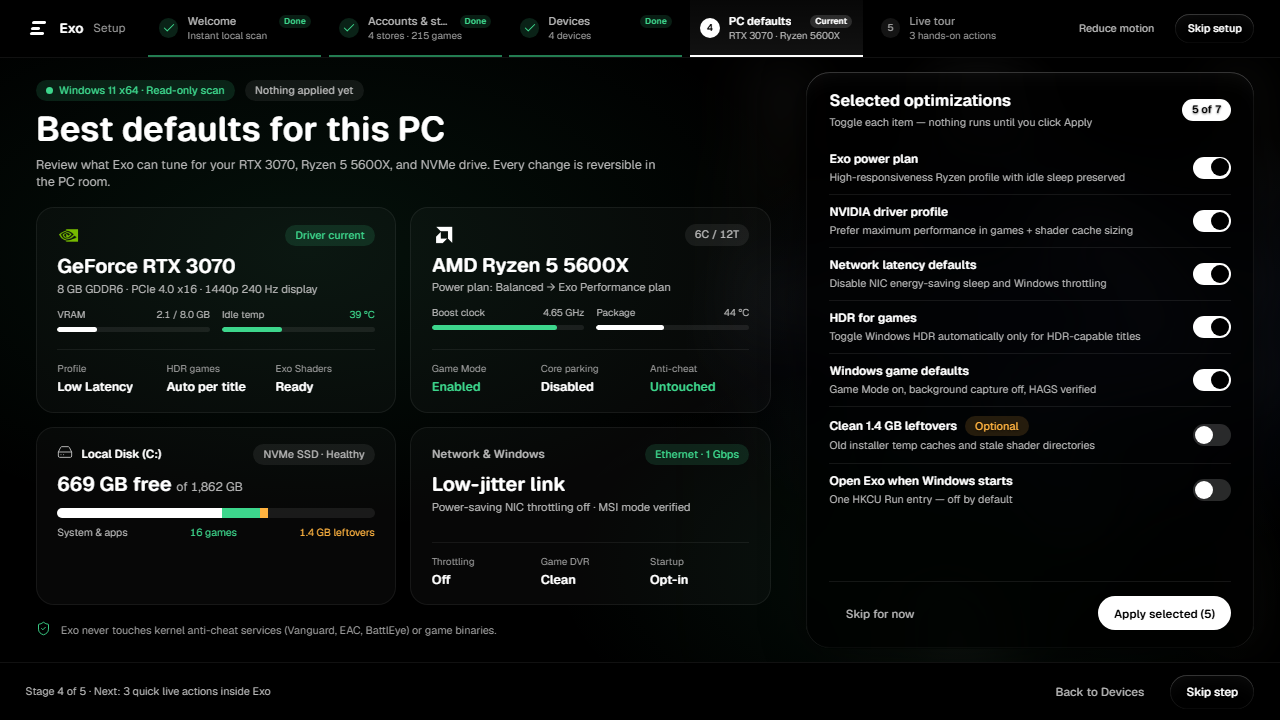 Exo Setup
Welcome Done
Instant local scan
Accounts & st... Done
4 stores · 215 games
Devices Done
4 devices
4 PC defaults Current
RTX 3070 · Ryzen 5600X
5 Live tour
3 hands-on actions
Reduce motion
Skip setup
Windows 11 x64 · Read-only scan
Nothing applied yet
Best defaults for this PC
Review what Exo can tune for your RTX 3070, Ryzen 5 5600X, and NVMe drive. Every change is reversible in
the PC room.
Driver current
GeForce RTX 3070
8 GB GDDR6 · PCIe 4.0 x16 · 1440p 240 Hz display
VRAM 2.1 / 8.0 GB Idle temp 39 °C
Profile HDR games Exo Shaders
Low Latency Auto per title Ready
6C / 12T
AMD Ryzen 5 5600X
Power plan: Balanced → Exo Performance plan
Boost clock 4.65 GHz Package 44 °C
Game Mode Core parking Anti-cheat
Enabled Disabled Untouched
Local Disk (C:) NVMe SSD · Healthy
669 GB free of 1,862 GB
System & apps 16 games 1.4 GB leftovers
Network & Windows Ethernet · 1 Gbps
Low-jitter link
Power-saving NIC throttling off · MSI mode verified
Throttling Game DVR Startup
Off Clean Opt-in
Exo never touches kernel anti-cheat services (Vanguard, EAC, BattlEye) or game binaries.
Selected optimizations 5 of 7
Toggle each item — nothing runs until you click Apply
Exo power plan
High-responsiveness Ryzen profile with idle sleep preserved
NVIDIA driver profile
Prefer maximum performance in games + shader cache sizing
Network latency defaults
Disable NIC energy-saving sleep and Windows throttling
HDR for games
Toggle Windows HDR automatically only for HDR-capable titles
Windows game defaults
Game Mode on, background capture off, HAGS verified
Clean 1.4 GB leftovers Optional
Old installer temp caches and stale shader directories
Open Exo when Windows starts
One HKCU Run entry — off by default
Skip for now
Apply selected (5)
Stage 4 of 5 · Next: 3 quick live actions inside Exo
Back to Devices
Skip step